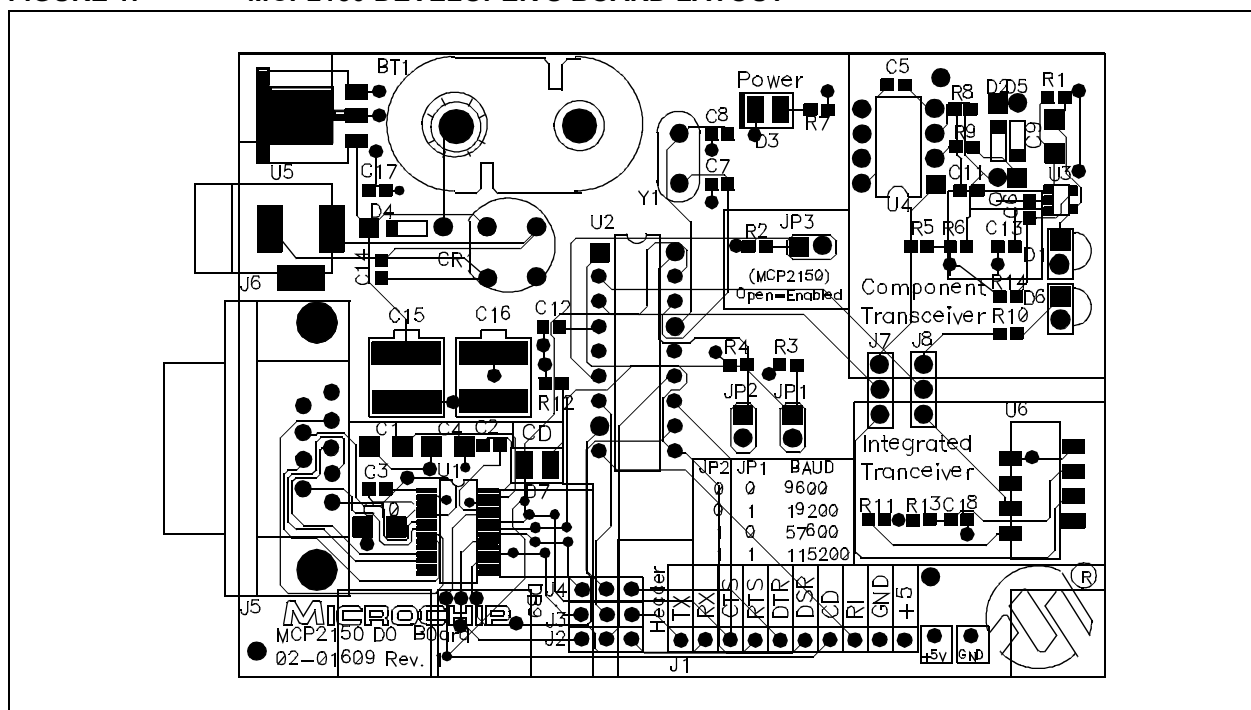 BT1
Power
C5
R8
D2
D5
R1
C8
R7
D3
R9
C9
U5
C17
C7
C11
U3
Y1
U4
D4
U2
R2
JP3
R5
R6
C13
D1
CR1
C14
J6
(MCP2150)
Open=Enabled
Component
Transceiver
R14
D6
R10
C15
C16
C12
J7
J8
R4
R3
R12
JP2
JP1
U6
C1
C4
C2
CD
Integrated
Tranceiver
C3
U1
D7
JP2 JP1 BAUD
0 0 9600
0 1 19200
1 0 57600
1 1 115200
R11
R13
C18
TX
RX
CTS
RTS
DTR
DSR
CD
RI
GND
+5
Header
DB9
J4
J3
J2
J5
MICROCHIP
R
MCP2150 DO Board
02-01609 Rev. 1
J1
+5V
GND